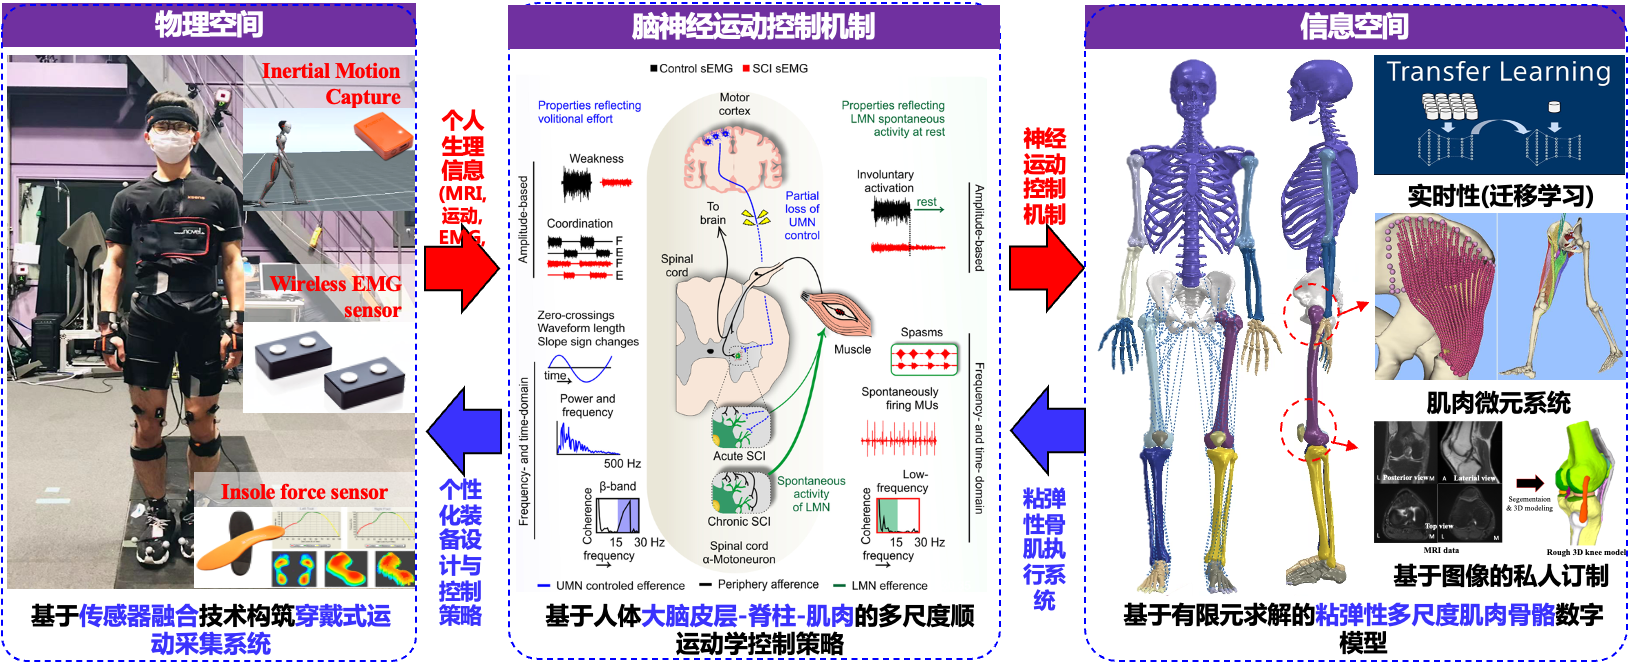 物理空间
Inertial Motion
Capture
novel
Wireless EMG
sensor
Insole force sensor
基于传感器融合技术构筑穿戴式运
动采集系统
个人
生理
信息
(MRI,
运动,
EMG,
个性
化装
备设
计与
控制
策略
脑神经运动控制机制
Control sEMG SCI sEMG
Properties reflecting
volitional effort
Amplitude-based
Weakness
Coordination
F
E
F
E
Zero-crossings
Waveform length
Slope sign changes
time
Frequency- and time-domain
Power and
frequency
500 Hz
β-band
Coherence
15 30 Hz
frequency
Motor
cortex
To
brain
Partial
loss of
UMN
control
Spinal
cord
Muscle
Acute SCI
Chronic SCI
Spontaneous
activity
of LMN
Spinal cord
α-Motoneuron
Properties reflecting
LMN spontaneous
activity at rest
Involuntary
activation
rest
Amplitude-based
Spasms
Spontaneously
firing MUs
Frequency- and time- domain
Low-
frequency
Coherence
15 30 Hz
frequency
UMN controled efference Periphery afference LMN efference
基于人体大脑皮层-脊柱-肌肉的多尺度顺
运动学控制策略
神经
运动
控制
机制
粘弹
性骨
肌执
行系
统
信息空间
Transfer Learning
实时性(迁移学习)
肌肉微元系统
Posterior view
Laterial view
L M A L
Top view
L M L M
MRI data
Segementaion
& 3D modeling
Rough 3D knee model
基于图像的私人订制
基于有限元求解的粘弹性多尺度肌肉骨骼数字
模型